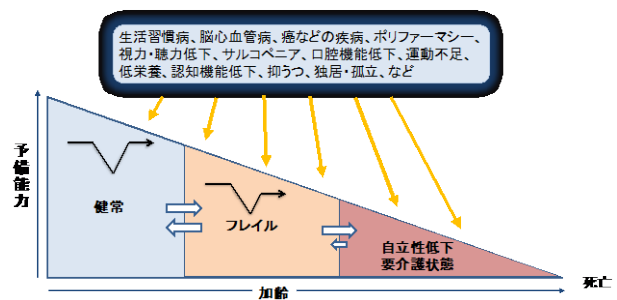 生活習慣病、脳心血管病、癌などの疾病、ポリファーマシー、
視力・聴力低下、サルコペニア、口腔機能低下、運動不足、
低栄養、認知機能低下、抑うつ、独居・孤立、など
予備能力
健常
フレイル
自立性低下
要介護状態
死亡
加齢